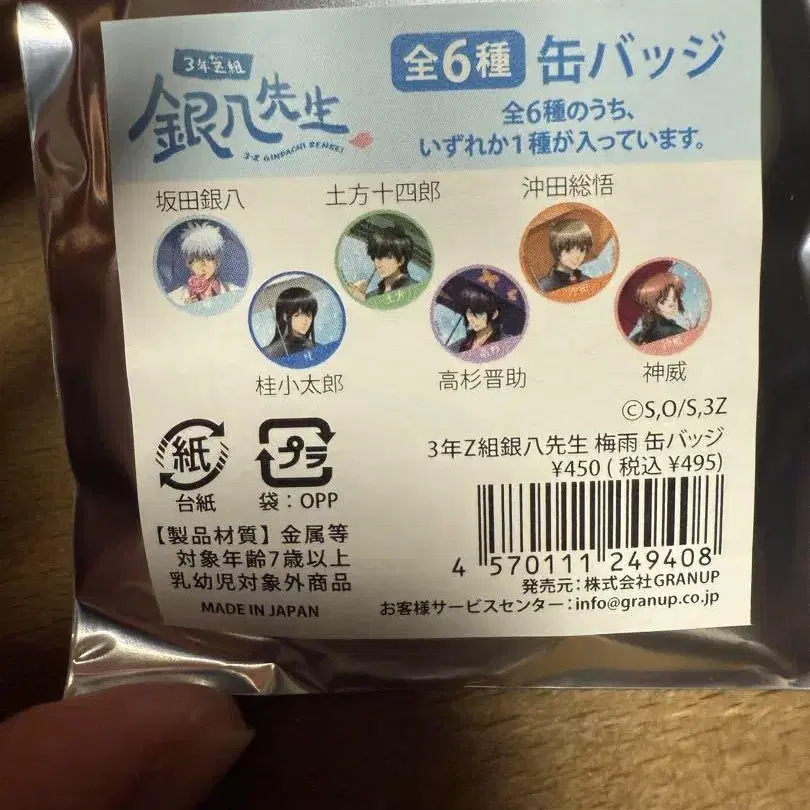 3年Z組
銀八先生
3-Z GINPACHI SENSEI
全6種 缶バッジ
全6種のうち、
いずれか1種が入っています。
坂田銀八
土方十四郎
沖田総悟
桂小太郎
高杉晋助
神威
©S,O/S,3Z
紙
台紙
プラ
袋：OPP
3年Z組銀八先生 梅雨 缶バッジ
¥450 ( 税込 ¥495)
【製品材質】金属等
対象年齢7歳以上
乳幼児対象外商品
MADE IN JAPAN
4 570111 249408
発売元：株式会社GRANUP
お客様サービスセンター：info@granup.co.jp